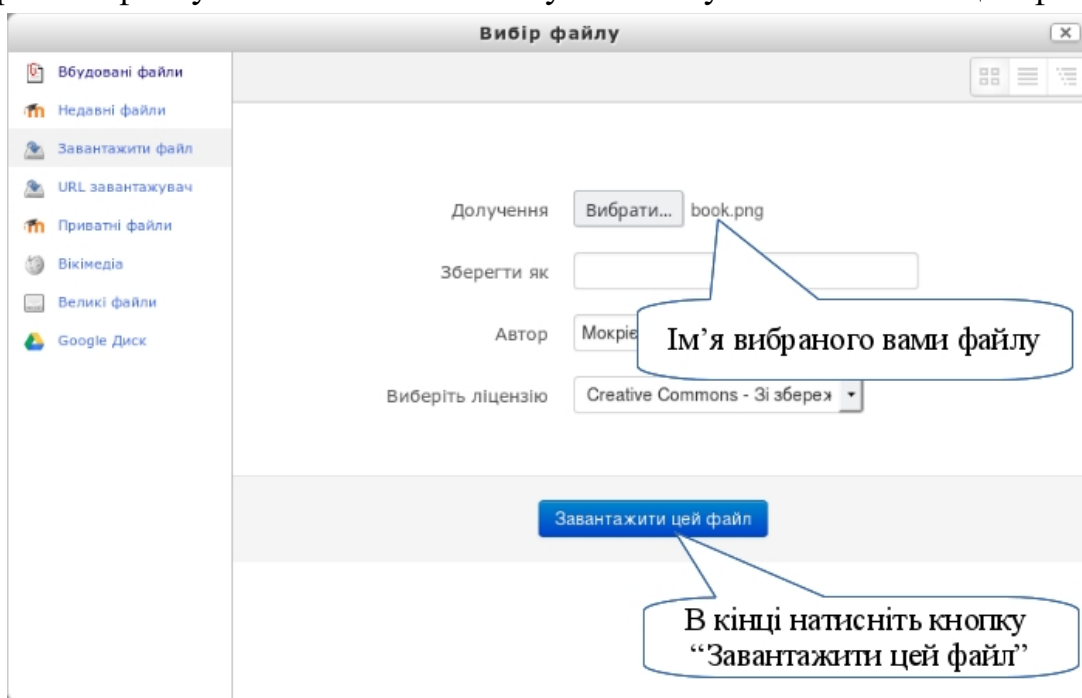 Вибір файлу
Вбудовані файли
Недавні файли
Завантажити файл
URL завантажувач
Приватні файли
Вікімедіа
Великі файли
Google Диск
Долучення Вибрати... book.png
Зберегти як
Автор
Ім’я вибраного вами файлу
Виберіть ліцензію Creative Commons - Зі збереж
Завантажити цей файл
В кінці натисніть кнопку
“Завантажити цей файл”